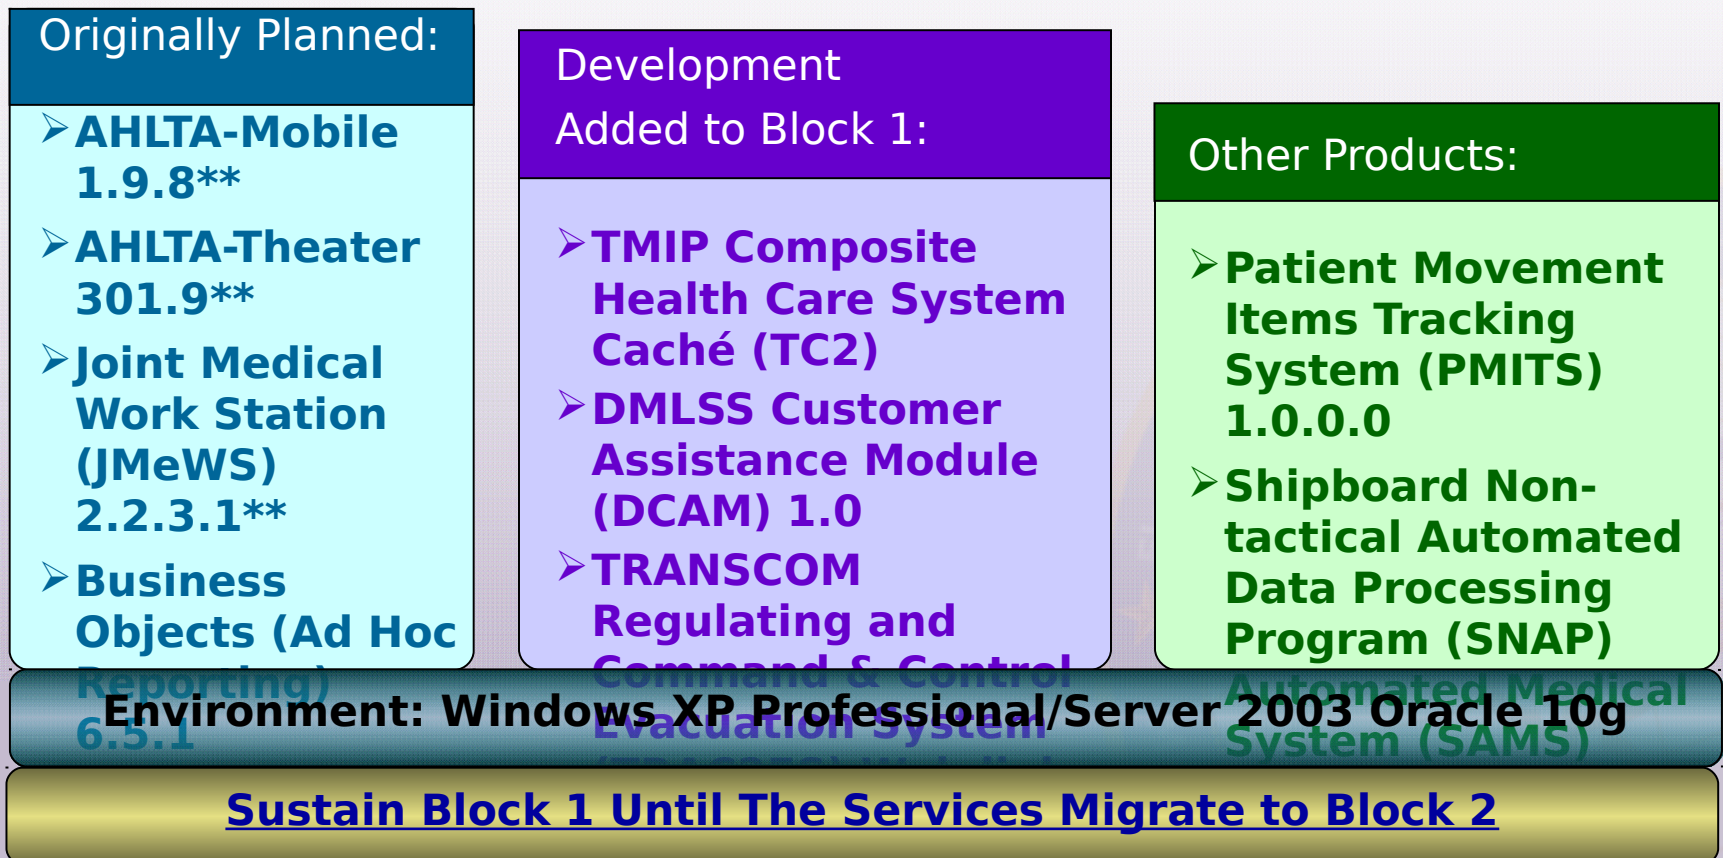 Originally Planned:
➢AHLTA-Mobile
1.9.8**
➢AHLTA-Theater
301.9**
➢Joint Medical
Work Station
(JMeWS)
2.2.3.1**
➢Business
Objects (Ad Hoc
Reporting)
6.5.1
Development
Added to Block 1:
➢TMIP Composite
Health Care System
Caché (TC2)
➢DMLSS Customer
Assistance Module
(DCAM) 1.0
➢TRANSCOM
Regulating and
Command & Control
Evacuation System
Other Products:
➢Patient Movement
Items Tracking
System (PMITS)
1.0.0.0
➢Shipboard Non-
tactical Automated
Data Processing
Program (SNAP)
Automated Medical
System (SAMS)
Environment: Windows XP Professional/Server 2003 Oracle 10g
Sustain Block 1 Until The Services Migrate to Block 2